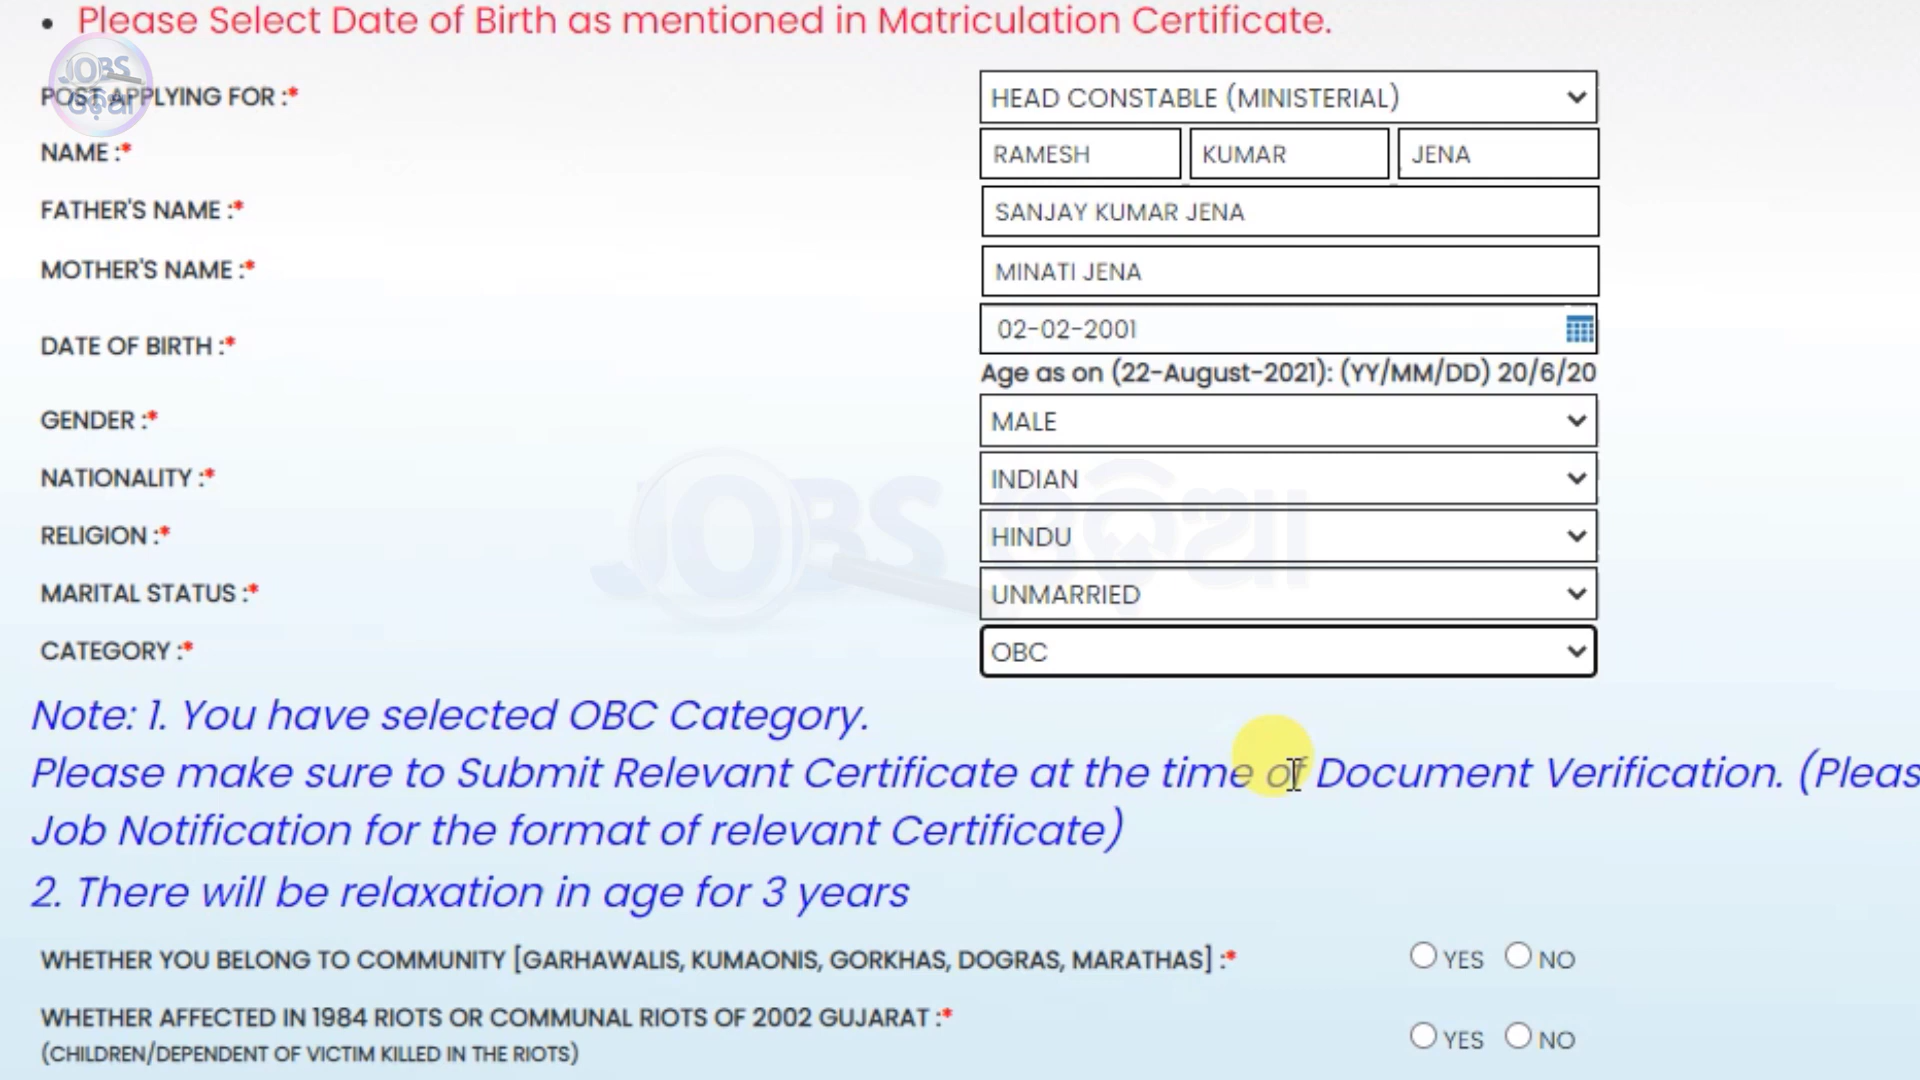 • Please Select Date of Birth as mentioned in Matriculation Certificate.
JOBS
ଓଡ଼ିଆ
POST APPLYING FOR :* HEAD CONSTABLE (MINISTERIAL)
NAME :* RAMESH KUMAR JENA
FATHER'S NAME :* SANJAY KUMAR JENA
MOTHER'S NAME :* MINATI JENA
DATE OF BIRTH :* 02-02-2001
Age as on (22-August-2021): (YY/MM/DD) 20/6/20
GENDER :* MALE
NATIONALITY :* INDIAN
JOBS ଓଡ଼ିଆ
RELIGION :* HINDU
MARITAL STATUS :* UNMARRIED
CATEGORY :* OBC
Note: 1. You have selected OBC Category.
Please make sure to Submit Relevant Certificate at the time of Document Verification. (Pleas
Job Notification for the format of relevant Certificate)
2. There will be relaxation in age for 3 years
WHETHER YOU BELONG TO COMMUNITY [GARHAWALIS, KUMAONIS, GORKHAS, DOGRAS, MARATHAS] :* YES NO
WHETHER AFFECTED IN 1984 RIOTS OR COMMUNAL RIOTS OF 2002 GUJARAT :* YES NO
(CHILDREN/DEPENDENT OF VICTIM KILLED IN THE RIOTS)